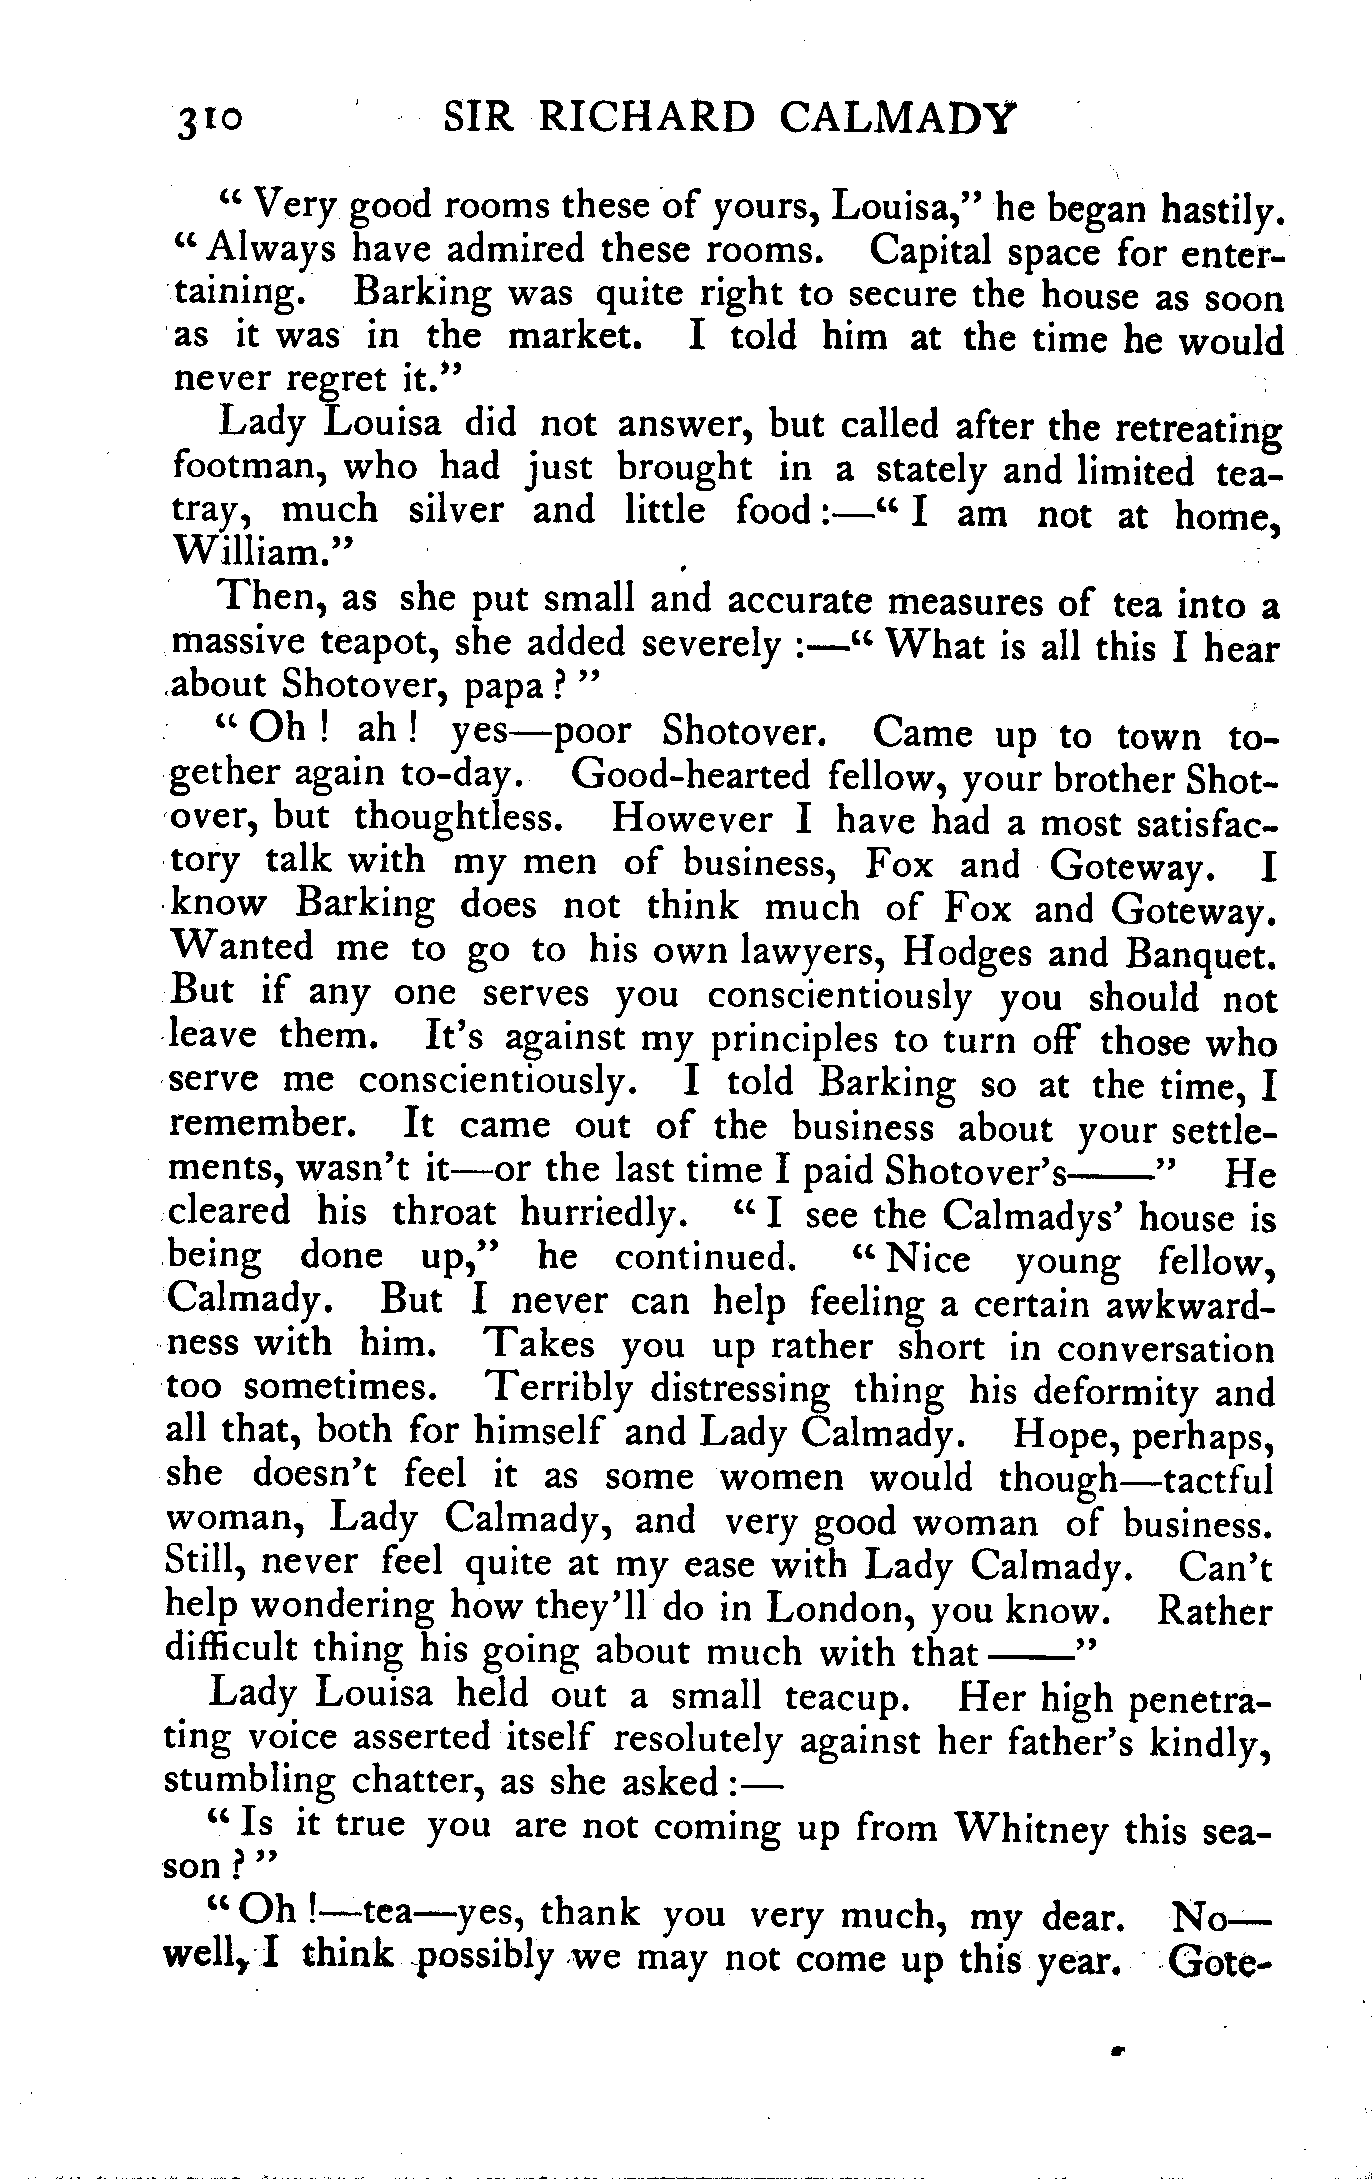 310 SIR RICHARD CALMADY
“ Very good rooms these of yours, Louisa,” he began hastily.
“ Always have admired these rooms. Capital space for enter-
taining. Barking was quite right to secure the house as soon
as it was in the market. I told him at the time he would
never regret it.”
Lady Louisa did not answer, but called after the retreating
footman, who had just brought in a stately and limited tea-
tray, much silver and little food :—“ I am not at home,
William.”
Then, as she put small and accurate measures of tea into a
massive teapot, she added severely :—“ What is all this I hear
about Shotover, papa ? ”
“ Oh ! ah ! yes—poor Shotover. Came up to town to-
gether again to-day. Good-hearted fellow, your brother Shot-
over, but thoughtless. However I have had a most satisfac-
tory talk with my men of business, Fox and Goteway. I
know Barking does not think much of Fox and Goteway.
Wanted me to go to his own lawyers, Hodges and Banquet.
But if any one serves you conscientiously you should not
leave them. It’s against my principles to turn off those who
serve me conscientiously. I told Barking so at the time, I
remember. It came out of the business about your settle-
ments, wasn’t it—or the last time I paid Shotover’s——” He
cleared his throat hurriedly. “ I see the Calmadys’ house is
being done up,” he continued. “ Nice young fellow,
Calmady. But I never can help feeling a certain awkward-
ness with him. Takes you up rather short in conversation
too sometimes. Terribly distressing thing his deformity and
all that, both for himself and Lady Calmady. Hope, perhaps,
she doesn’t feel it as some women would though—tactful
woman, Lady Calmady, and very good woman of business.
Still, never feel quite at my ease with Lady Calmady. Can’t
help wondering how they’ll do in London, you know. Rather
difficult thing his going about much with that ——”
Lady Louisa held out a small teacup. Her high penetra-
ting voice asserted itself resolutely against her father’s kindly,
stumbling chatter, as she asked :—
“ Is it true you are not coming up from Whitney this sea-
son ? ”
“ Oh !—tea—yes, thank you very much, my dear. No—
well, I think possibly we may not come up this year. Gote-